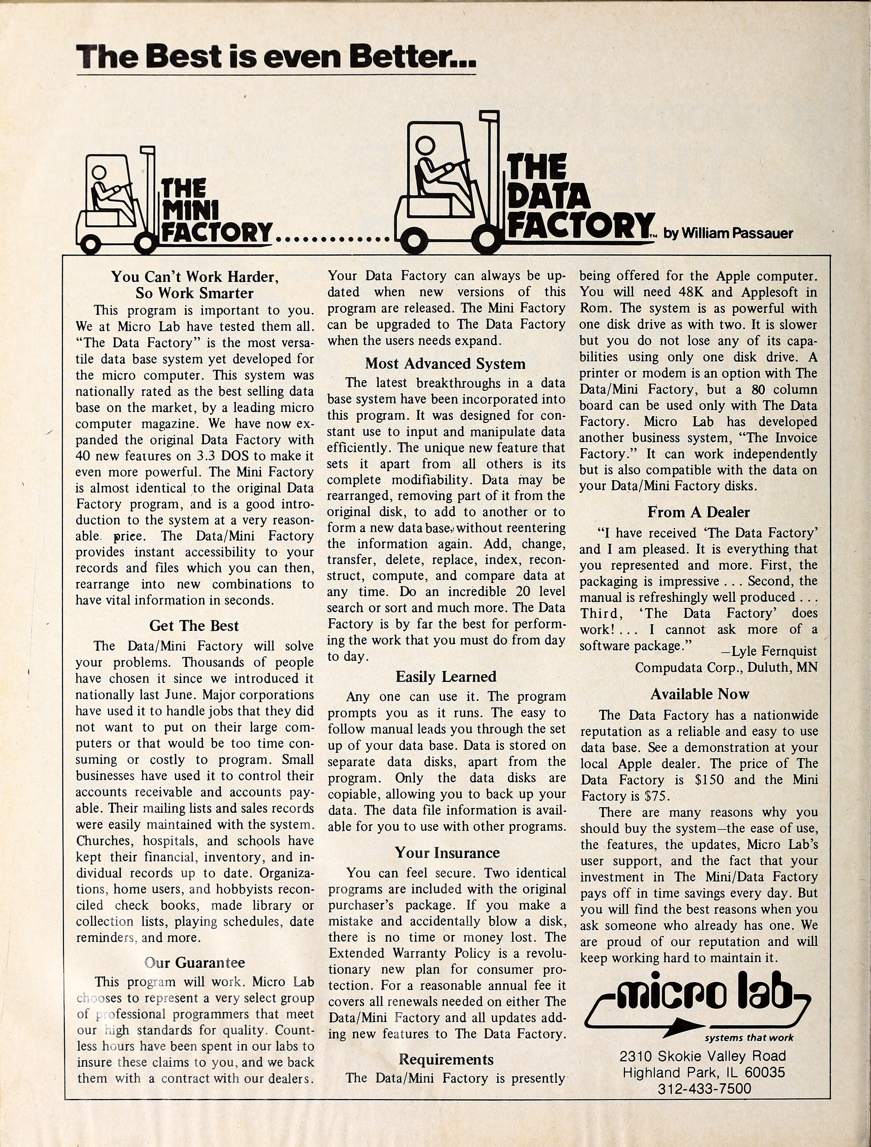 The Best is even Better...
THE
MINI
FACTORY
THE
DATA
FACTORY™ by William Passauer
You Can't Work Harder,
So Work Smarter
This program is important to you.
We at Micro Lab have tested them all.
"The Data Factory" is the most versa-
tile data base system yet developed for
the micro computer. This system was
nationally rated as the best selling data
base on the market, by a leading micro
computer magazine. We have now ex-
panded the original Data Factory with
40 new features on 3.3 DOS to make it
even more powerful. The Mini Factory
is almost identical to the original Data
Factory program, and is a good intro-
duction to the system at a very reason-
able price. The Data/Mini Factory
provides instant accessibility to your
records and files which you can then,
rearrange into new combinations to
have vital information in seconds.
Get The Best
The Data/Mini Factory will solve
your problems. Thousands of people
have chosen it since we introduced it
nationally last June. Major corporations
have used it to handle jobs that they did
not want to put on their large com-
puters or that would be too time con-
suming or costly to program. Small
businesses have used it to control their
accounts receivable and accounts pay-
able. Their mailing lists and sales records
were easily maintained with the system.
Churches, hospitals, and schools have
kept their financial, inventory, and in-
dividual records up to date. Organiza-
tions, home users, and hobbyists recon-
ciled check books, made library or
collection lists, playing schedules, date
reminders, and more.
Our Guarantee
This program will work. Micro Lab
chooses to represent a very select group
of professional programmers that meet
our high standards for quality. Count-
less hours have been spent in our labs to
insure these claims to you, and we back
them with a contract with our dealers.
Your Data Factory can always be up-
dated when new versions of this
program are released. The Mini Factory
can be upgraded to The Data Factory
when the users needs expand.
Most Advanced System
The latest breakthroughs in a data
base system have been incorporated into
this program. It was designed for con-
stant use to input and manipulate data
efficiently. The unique new feature that
sets it apart from all others is its
complete modifiability. Data may be
rearranged, removing part of it from the
original disk, to add to another or to
form a new data base, without reentering
the information again. Add, change,
transfer, delete, replace, index, recon-
struct, compute, and compare data at
any time. Do an incredible 20 level
search or sort and much more. The Data
Factory is by far the best for perform-
ing the work that you must do from day
to day.
Easily Learned
Any one can use it. The program
prompts you as it runs. The easy to
follow manual leads you through the set
up of your data base. Data is stored on
separate data disks, apart from the
program. Only the data disks are
copiable, allowing you to back up your
data. The data file information is avail-
able for you to use with other programs.
Your Insurance
You can feel secure. Two identical
programs are included with the original
purchaser's package. If you make a
mistake and accidentally blow a disk,
there is no time or money lost. The
Extended Warranty Policy is a revolu-
tionary new plan for consumer pro-
tection. For a reasonable annual fee it
covers all renewals needed on either The
Data/Mini Factory and all updates add-
ing new features to The Data Factory.
Requirements
The Data/Mini Factory is presently
being offered for the Apple computer.
You will need 48K and Applesoft in
Rom. The system is as powerful with
one disk drive as with two. It is slower
but you do not lose any of its capa-
bilities using only one disk drive. A
printer or modem is an option with The
Data/Mini Factory, but a 80 column
board can be used only with The Data
Factory. Micro Lab has developed
another business system, "The Invoice
Factory." It can work independently
but is also compatible with the data on
your Data/Mini Factory disks.
From A Dealer
"I have received 'The Data Factory'
and I am pleased. It is everything that
you represented and more. First, the
packaging is impressive . . . Second, the
manual is refreshingly well produced . . .
Third, 'The Data Factory' does
work! . . . I cannot ask more of a
software package."
—Lyle Fernquist
Compudata Corp., Duluth, MN
Available Now
The Data Factory has a nationwide
reputation as a reliable and easy to use
data base. See a demonstration at your
local Apple dealer. The price of The
Data Factory is $150 and the Mini
Factory is $75.
There are many reasons why you
should buy the system—the ease of use,
the features, the updates, Micro Lab's
user support, and the fact that your
investment in The Mini/Data Factory
pays off in time savings every day. But
you will find the best reasons when you
ask someone who already has one. We
are proud of our reputation and will
keep working hard to maintain it.
micro lab
systems that work
2310 Skokie Valley Road
Highland Park, IL 60035
312-433-7500